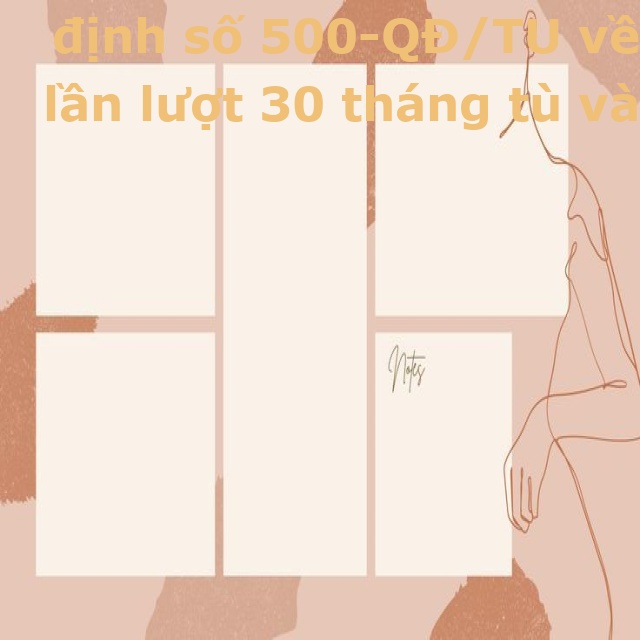 định số 500-QĐ/TU về
lần lượt 30 tháng tù và
Notes